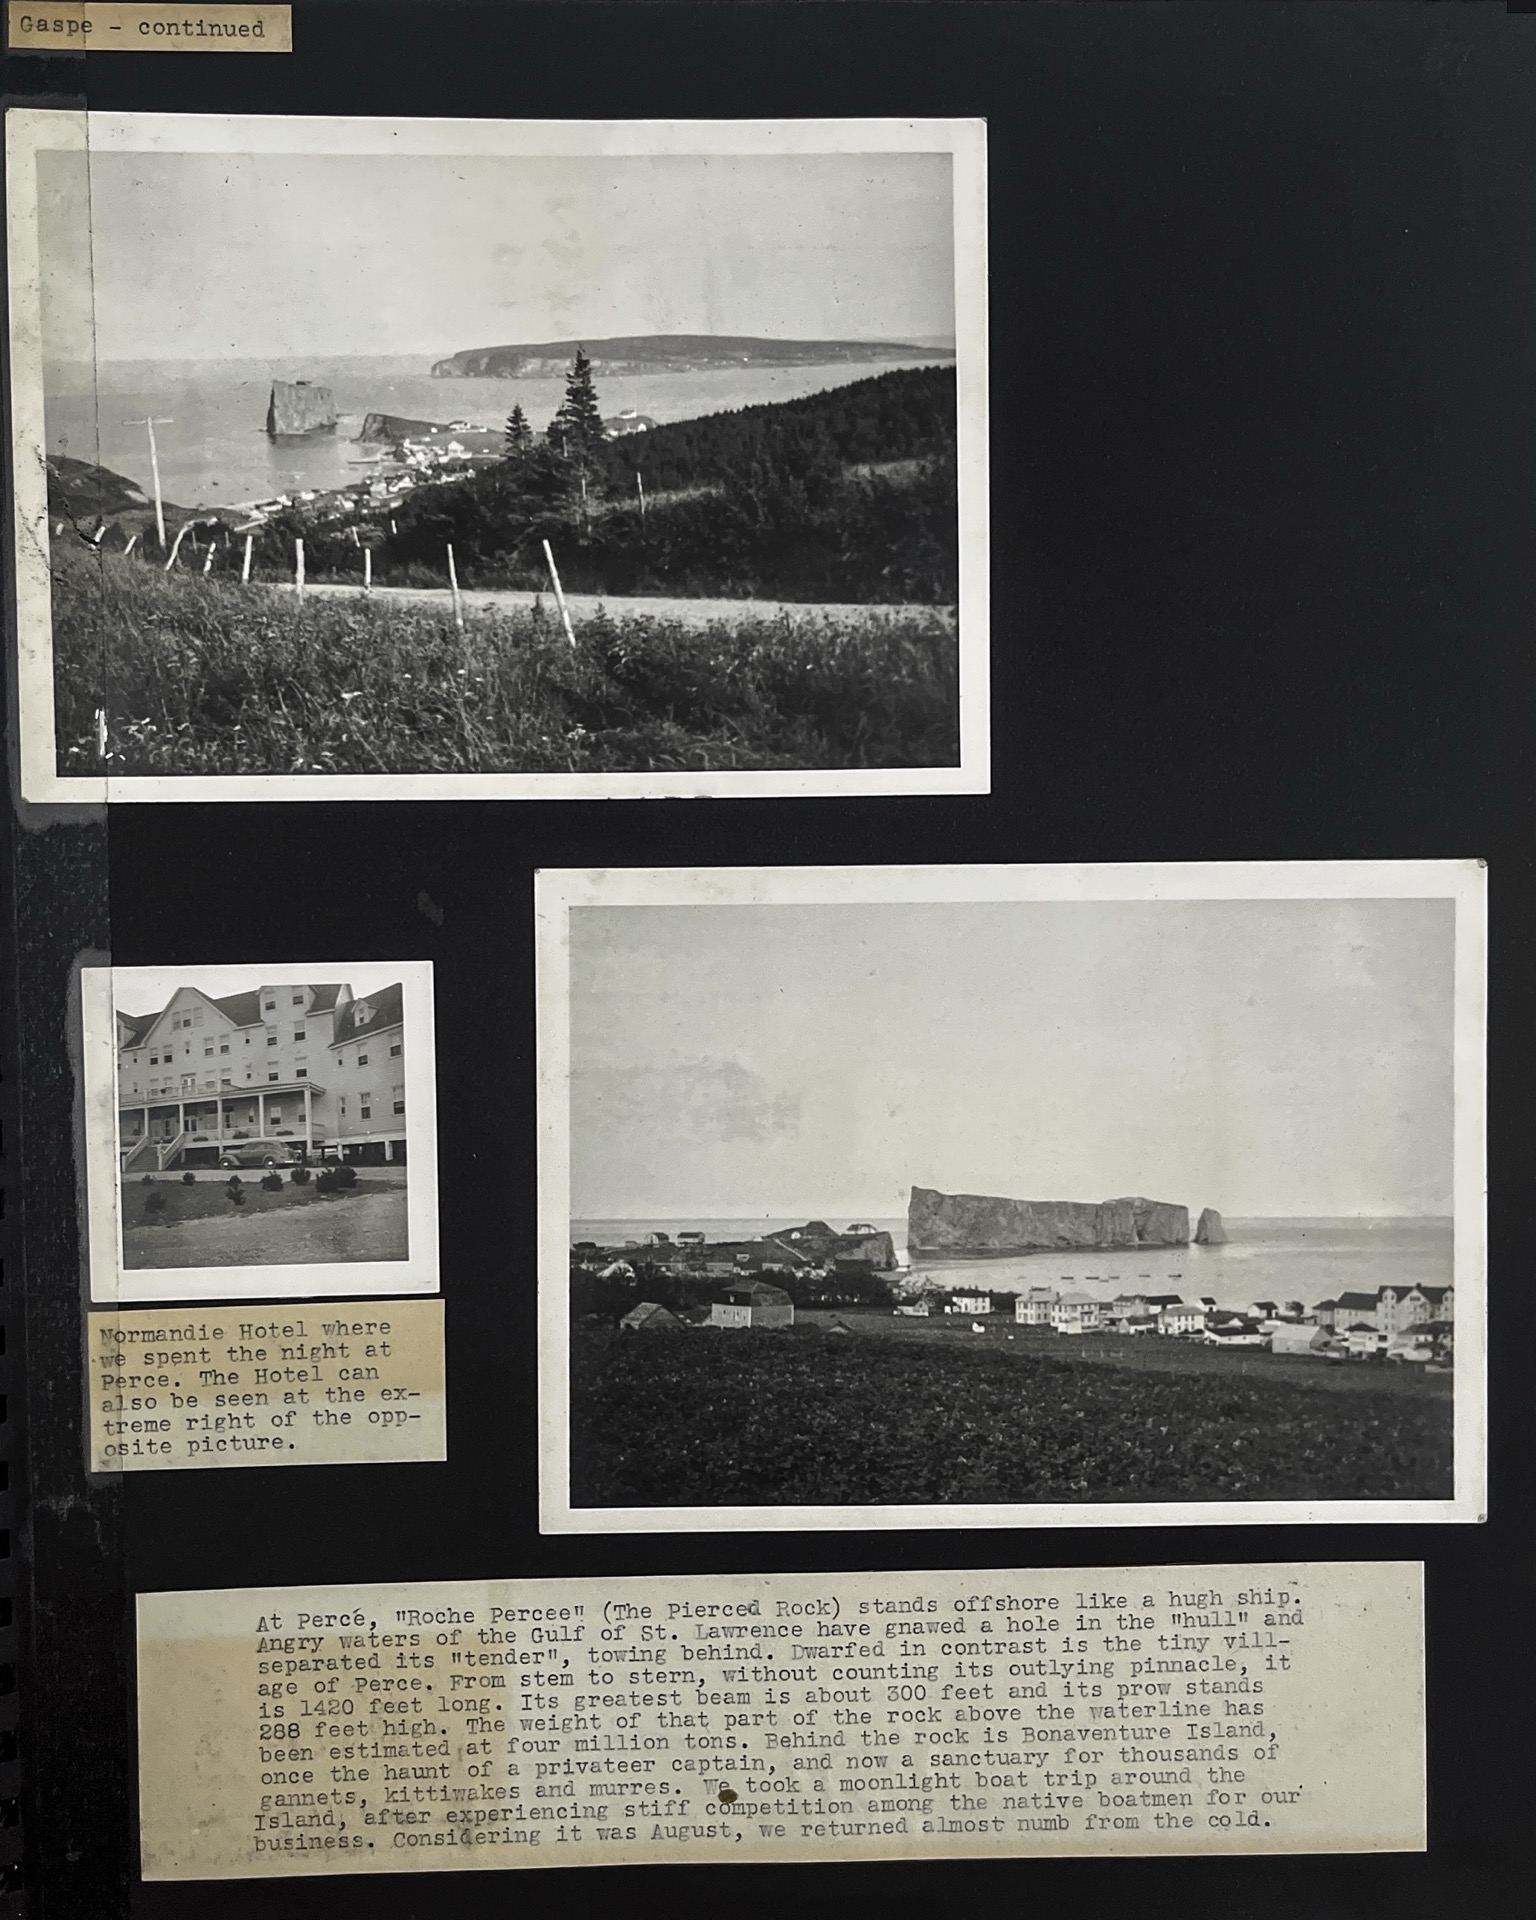 Gaspe - continued
Normandie Hotel where
we spent the night at
Perce. The Hotel can
also be seen at the ex-
treme right of the opp-
osite picture.
At Percé, "Roche Percee" (The Pierced Rock) stands offshore like a hugh ship.
Angry waters of the Gulf of St. Lawrence have gnawed a hole in the "hull" and
separated its "tender", towing behind. Dwarfed in contrast is the tiny vill-
age of Perce. From stem to stern, without counting its outlying pinnacle, it
is 1420 feet long. Its greatest beam is about 300 feet and its prow stands
288 feet high. The weight of that part of the rock above the waterline has
been estimated at four million tons. Behind the rock is Bonaventure Island,
once the haunt of a privateer captain, and now a sanctuary for thousands of
gannets, kittiwakes and murres. We took a moonlight boat trip around the
Island, after experiencing stiff competition among the native boatmen for our
business. Considering it was August, we returned almost numb from the cold.